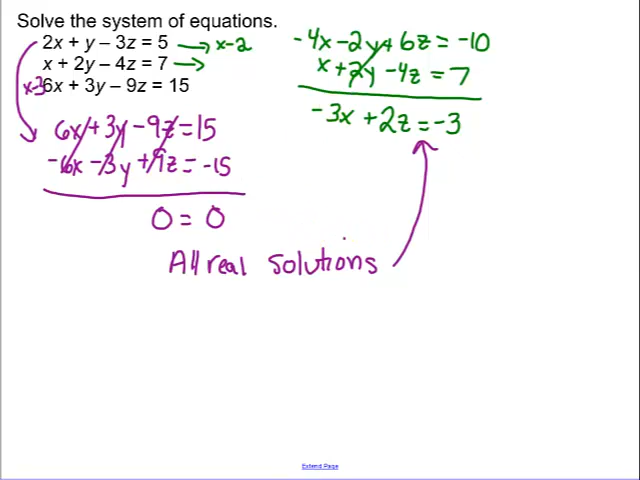 Solve the system of equations.
2x + y – 3z = 5 → x-2
x + 2y – 4z = 7 →
x-3 6x + 3y – 9z = 15
-4x - 2y + 6z = -10
x + 2y - 4z = 7
-3x + 2z = -3
6x + 3y - 9z = 15
-6x - 3y + 9z = -15
0 = 0
All real solutions
Extend Page